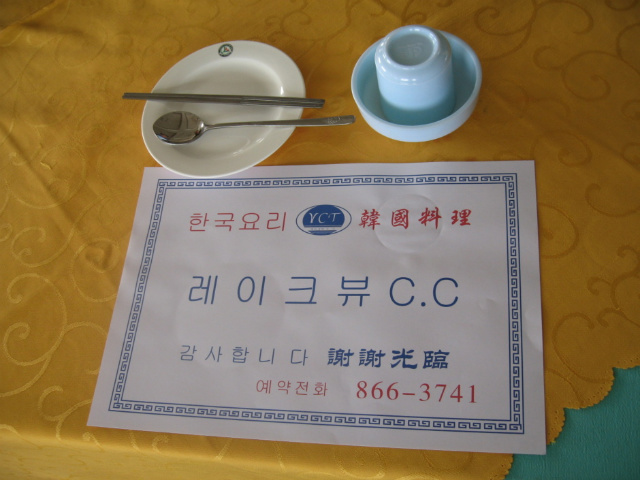 한국요리 YCT 韓國料理
레이크뷰 C.C
감사합니다 謝謝光臨
예약전화 866-3741